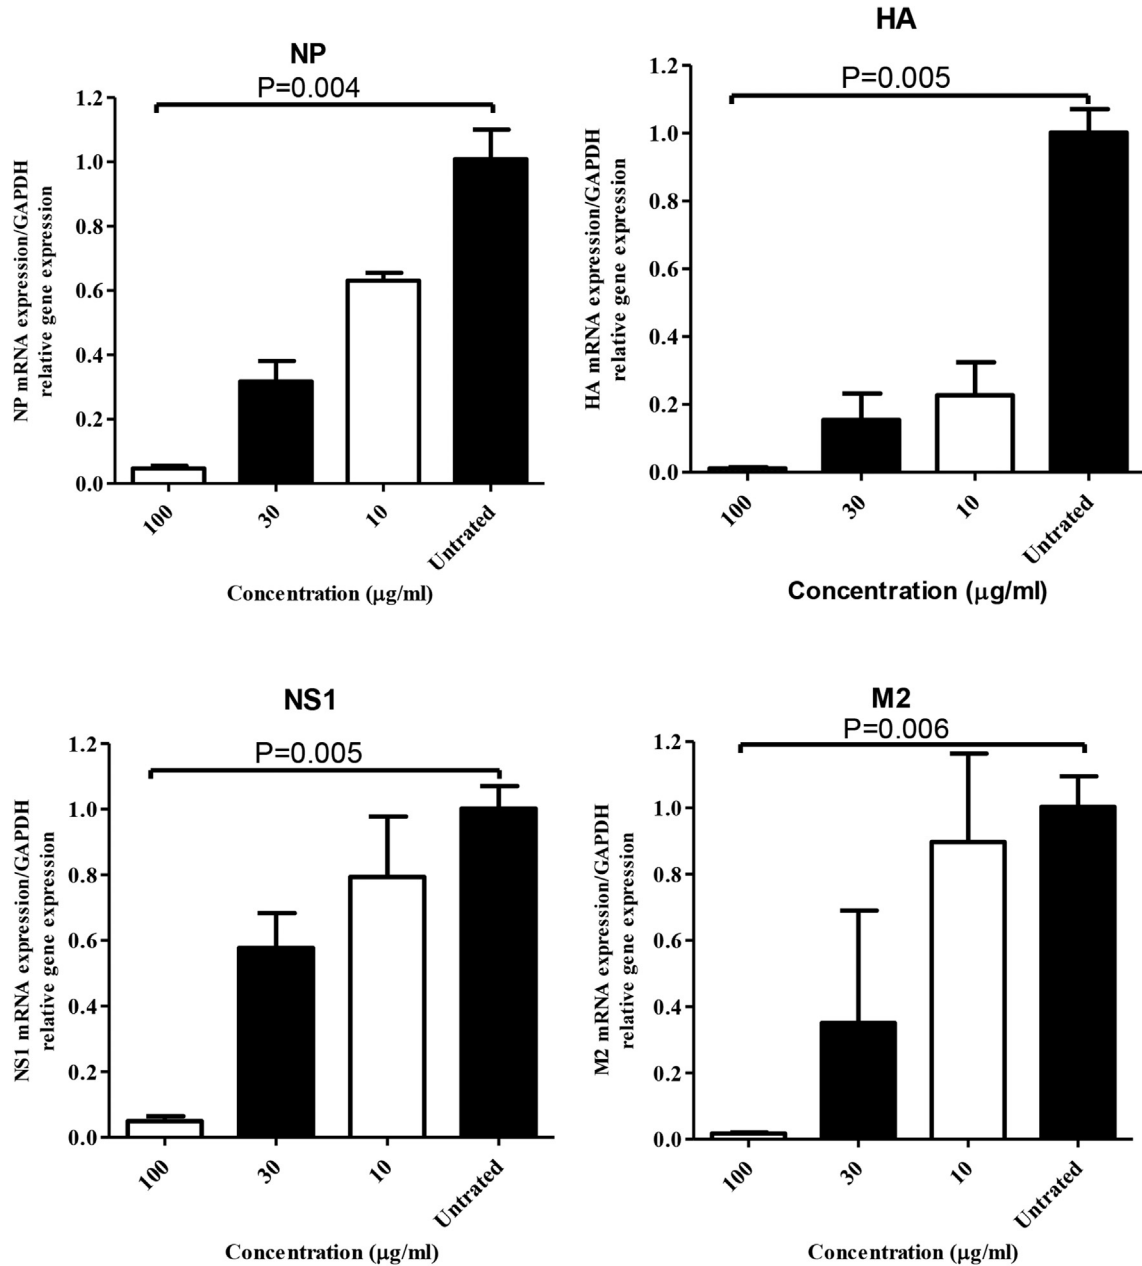 NP
P=0.004
NP mRNA expression/GAPDH
relative gene expression
1.2
1.0
0.8
0.6
0.4
0.2
0.0
100
30
10
Untrated
Concentration (μg/ml)
HA
P=0.005
HA mRNA expression/GAPDH
relative gene expression
1.2
1.0
0.8
0.6
0.4
0.2
0.0
100
30
10
Untrated
Concentration (μg/ml)
NS1
P=0.005
NS1 mRNA expression/GAPDH
relative gene expression
1.2
1.0
0.8
0.6
0.4
0.2
0.0
100
30
10
Untrated
Concentration (μg/ml)
M2
P=0.006
M2 mRNA expression/GAPDH
relative gene expression
1.2
1.0
0.8
0.6
0.4
0.2
0.0
100
30
10
Untrated
Concentration (μg/ml)